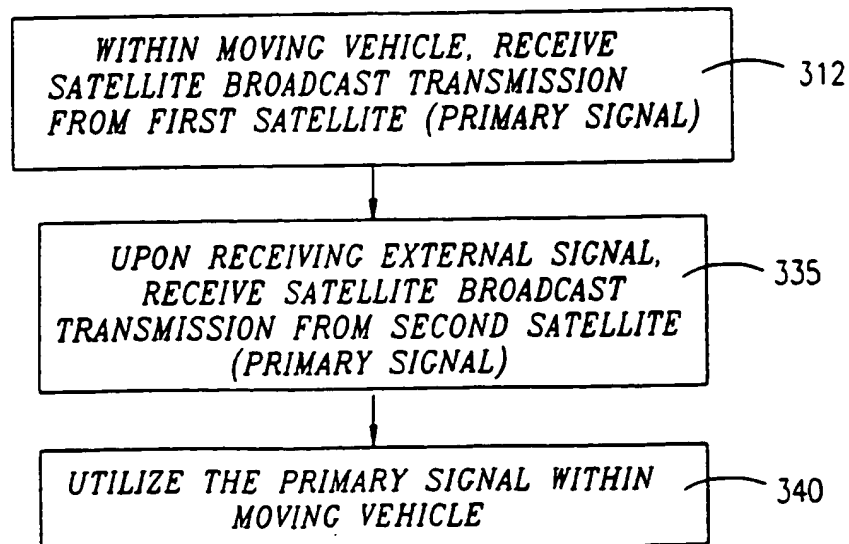 WITHIN MOVING VEHICLE, RECEIVE
SATELLITE BROADCAST TRANSMISSION
FROM FIRST SATELLITE (PRIMARY SIGNAL)
312
UPON RECEIVING EXTERNAL SIGNAL,
RECEIVE SATELLITE BROADCAST
TRANSMISSION FROM SECOND SATELLITE
(PRIMARY SIGNAL)
335
UTILIZE THE PRIMARY SIGNAL WITHIN
MOVING VEHICLE
340